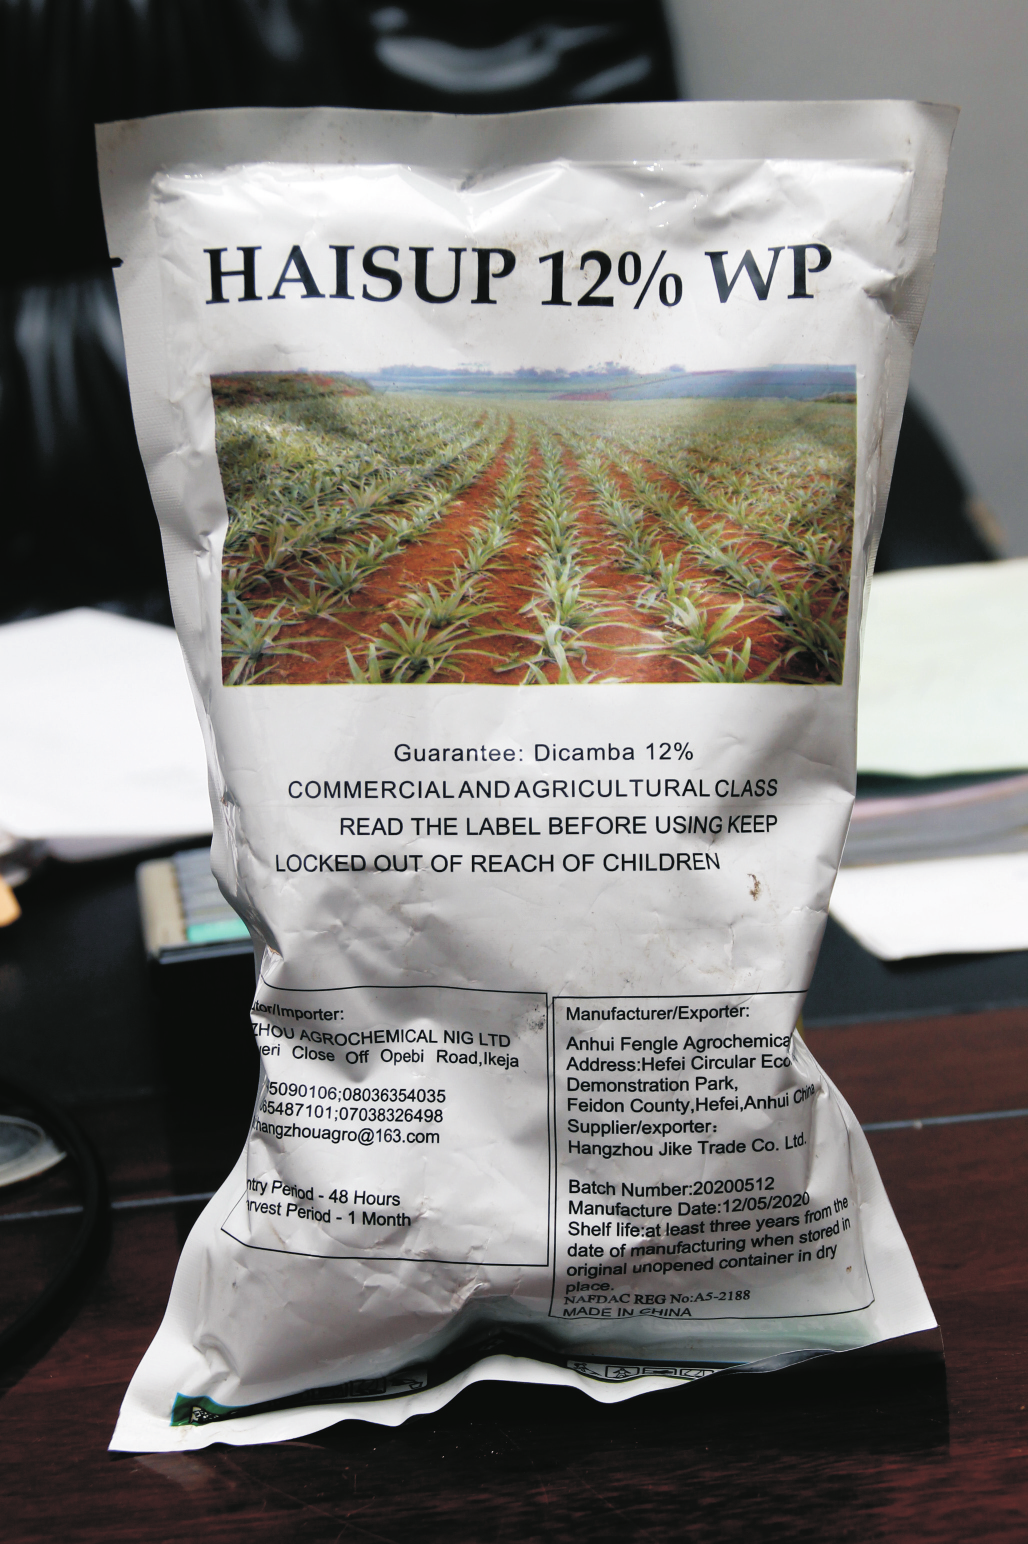 HAISUP 12% WP
Guarantee: Dicamba 12%
COMMERCIAL AND AGRICULTURAL CLASS
READ THE LABEL BEFORE USING KEEP
LOCKED OUT OF REACH OF CHILDREN
tor/Importer:
ZHOU AGROCHEMICAL NIG LTD
eri Close Off Opebi Road,Ikeja
5090106;08036354035
65487101;07038326498
hangzhouagro@163.com
ntry Period - 48 Hours
rvest Period - 1 Month
Manufacturer/Exporter:
Anhui Fengle Agrochemical
Address:Hefei Circular Eco
Demonstration Park,
Feidon County,Hefei,Anhui China
Supplier/exporter:
Hangzhou Jike Trade Co. Ltd.
Batch Number:20200512
Manufacture Date:12/05/2020
Shelf life:at least three years from the
date of manufacturing when stored in
original unopened container in dry
place.
NAFDAC REG No:A5-2188
MADE IN CHINA